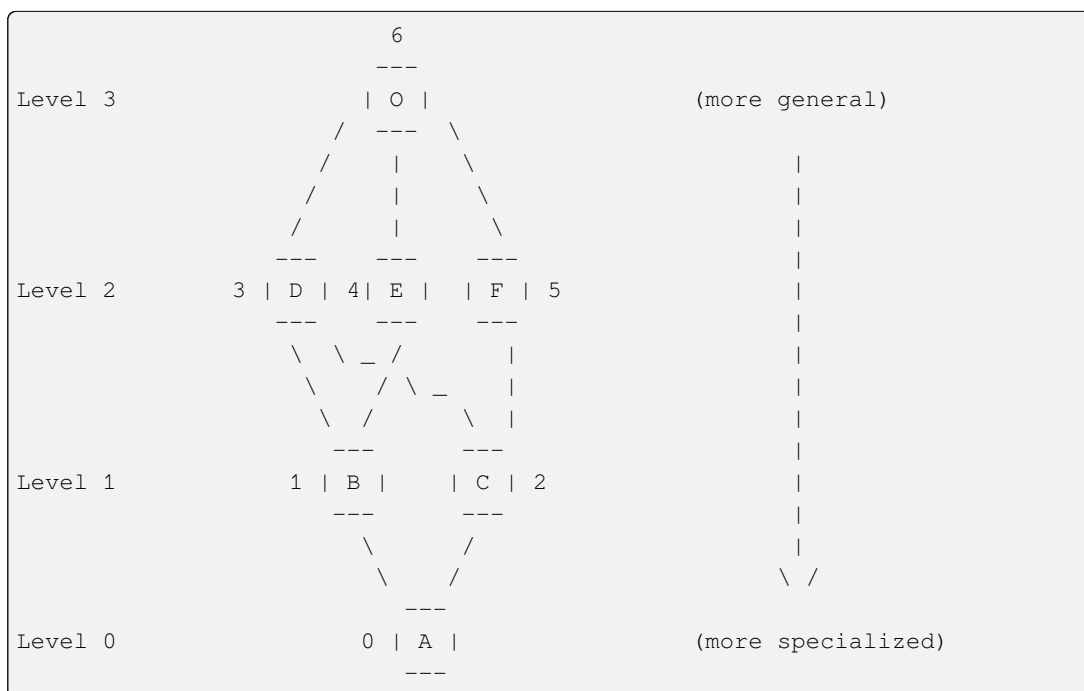 6
                         ---
Level 3                 | O |                  (more general)
                      /  ---  \
                     /    |    \                      |
                    /     |     \                     |
                   /      |      \                    |
                  ---    ---    ---                   |
Level 2        3 | D | 4| E |  | F | 5                |
                  ---    ---    ---                   |
                   \  \ _ /       |                   |
                    \    / \ _    |                   |
                     \  /      \  |                   |
                      ---      ---                    |
Level 1            1 | B |    | C | 2                 |
                      ---      ---                    |
                        \      /                      |
                         \    /                      \ /
                           ---
Level 0                 0 | A |                (more specialized)
                           ---